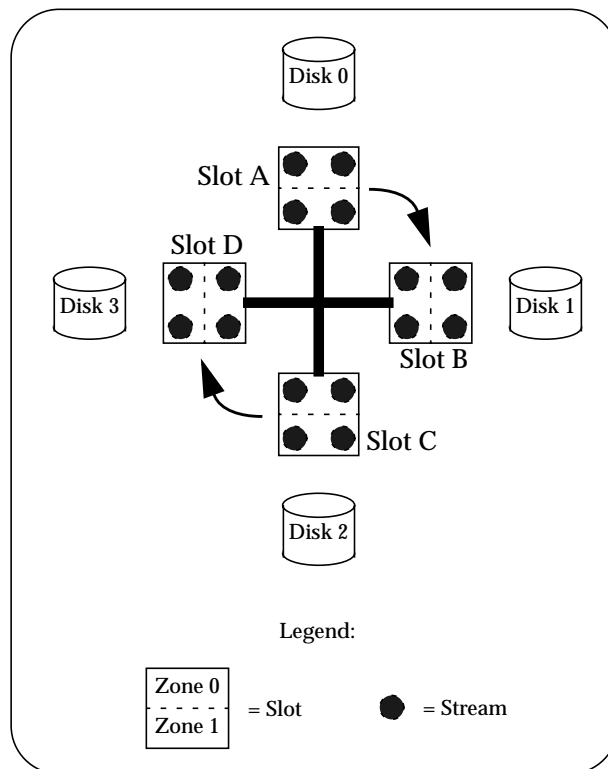 Disk 0
Slot A
Slot D
Disk 3
Disk 1
Slot B
Slot C
Disk 2
Legend:
Zone 0
Zone 1
= Slot
= Stream